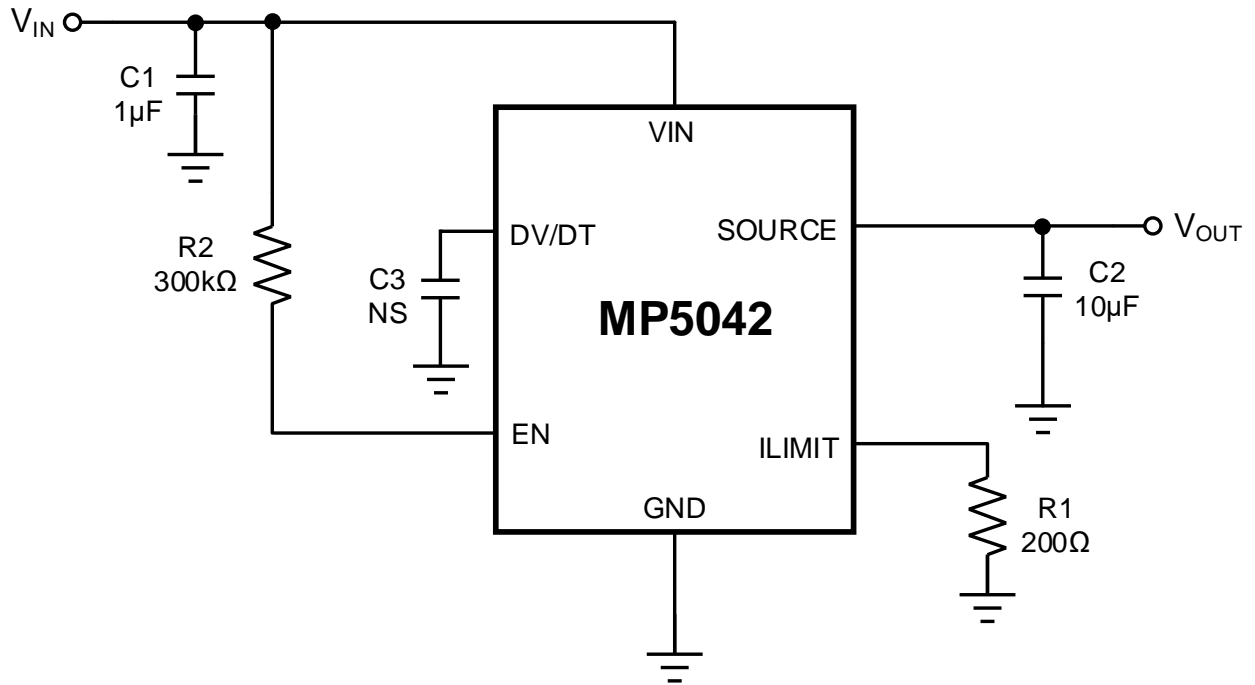 VIN
C1
1µF
VIN
R2
300kΩ
DV/DT
SOURCE
VOUT
C3
NS
MP5042
C2
10µF
EN
ILIMIT
GND
R1
200Ω